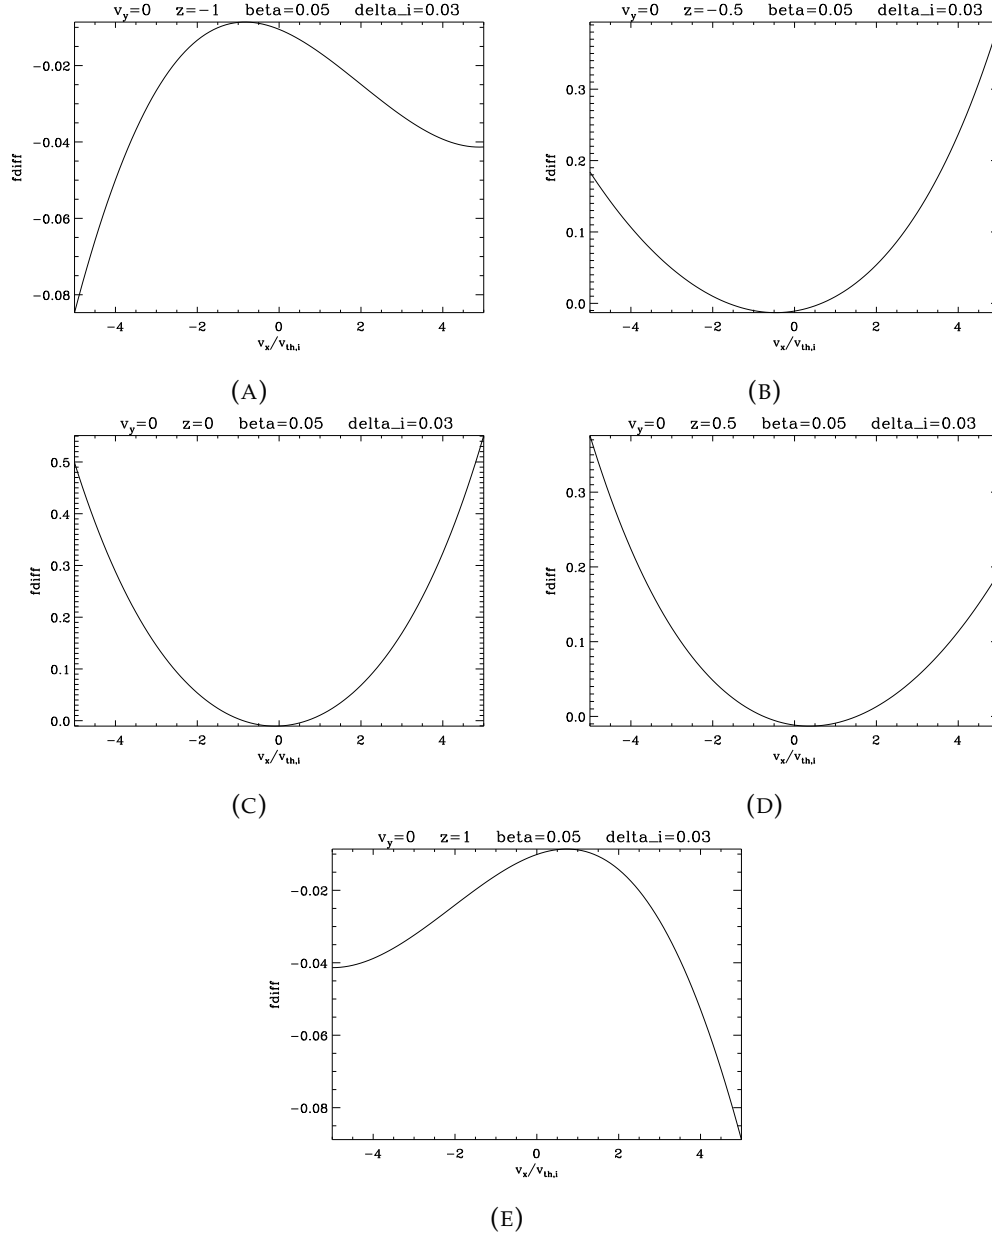 v_y=0 z=−1 beta=0.05 delta_i=0.03
−0.02
−0.04
−0.06
−0.08
fdiff
−4 −2 0 2 4
v_x/v_th,i
(A)
v_y=0 z=−0.5 beta=0.05 delta_i=0.03
0.3
0.2
0.1
0.0
fdiff
−4 −2 0 2 4
v_x/v_th,i
(B)
v_y=0 z=0 beta=0.05 delta_i=0.03
0.5
0.4
0.3
0.2
0.1
0.0
fdiff
−4 −2 0 2 4
v_x/v_th,i
(C)
v_y=0 z=0.5 beta=0.05 delta_i=0.03
0.3
0.2
0.1
0.0
fdiff
−4 −2 0 2 4
v_x/v_th,i
(D)
v_y=0 z=1 beta=0.05 delta_i=0.03
−0.02
−0.04
−0.06
−0.08
fdiff
−4 −2 0 2 4
v_x/v_th,i
(E)